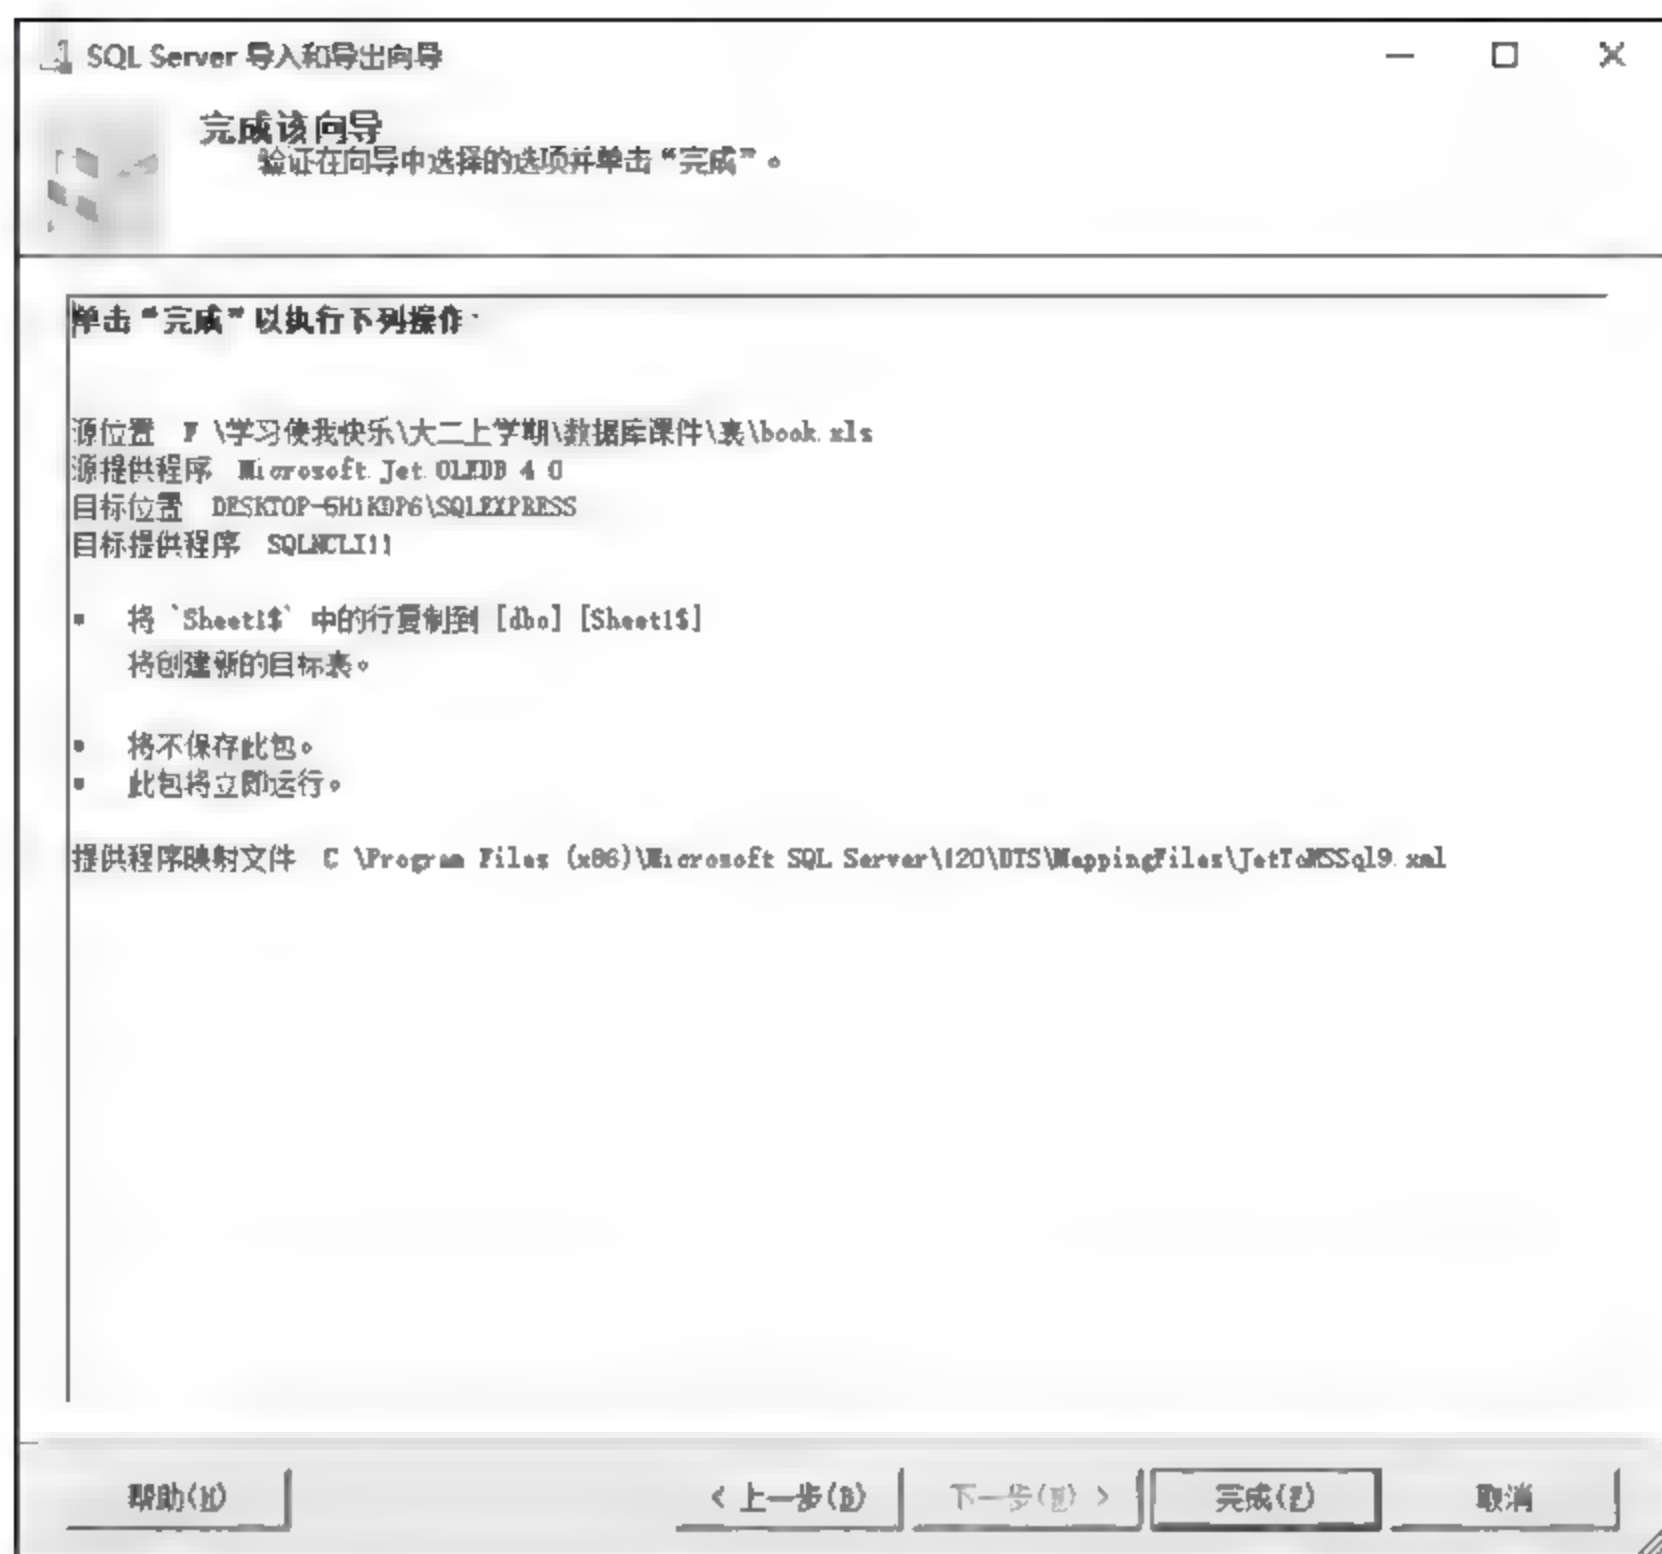 SQL Server 导入和导出向导
完成该向导
验证在向导中选择的选项并单击“完成”。
单击“完成”以执行下列操作:
源位置 F \学习使我快乐\大二上学期\数据库课件\表\book.xls
源提供程序 Microsoft.Jet.OLEDB 4 0
目标位置 DESKTOP-5H1KDP6\SQLEXPRESS
目标提供程序 SQLNCLI11
▪ 将 `Sheet1$` 中的行复制到 [dbo] [Sheet1$]
将创建新的目标表。
▪ 将不保存此包。
▪ 此包将立即运行。
提供程序映射文件 C \Program Files (x86)\Microsoft SQL Server\120\DTS\MappingFiles\JetToMSSql9.xml
帮助(H)
< 上一步(B)
下一步(N) >
完成(F)
取消